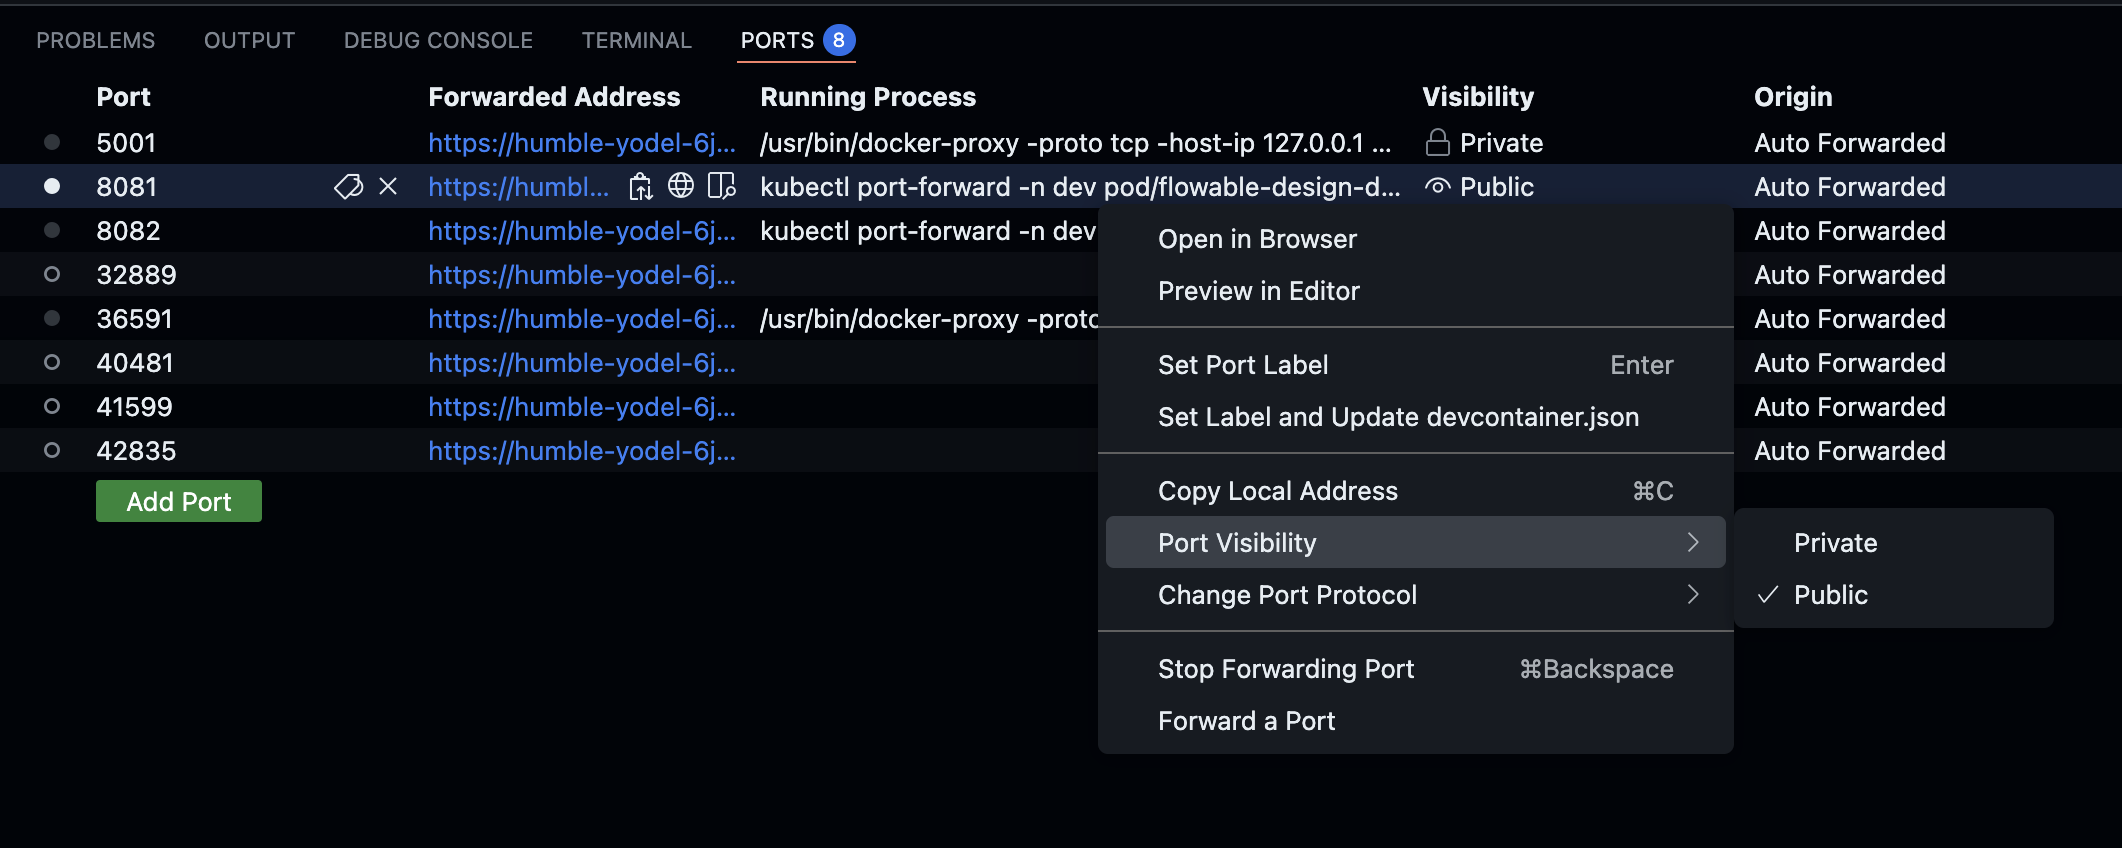 PROBLEMS OUTPUT DEBUG CONSOLE TERMINAL PORTS 8
Port Forwarded Address Running Process Visibility Origin
5001 https://humble-yodel-6j... /usr/bin/docker-proxy -proto tcp -host-ip 127.0.0.1 ... Private Auto Forwarded
8081 https://humbl... kubectl port-forward -n dev pod/flowable-design-d... Public Auto Forwarded
8082 https://humble-yodel-6j... kubectl port-forward -n dev Auto Forwarded
32889 https://humble-yodel-6j... Auto Forwarded
36591 https://humble-yodel-6j... /usr/bin/docker-proxy -proto Auto Forwarded
40481 https://humble-yodel-6j... Auto Forwarded
41599 https://humble-yodel-6j... Auto Forwarded
42835 https://humble-yodel-6j... Auto Forwarded
Add Port
Open in Browser
Preview in Editor
Set Port Label Enter
Set Label and Update devcontainer.json
Copy Local Address ⌘C
Port Visibility
Change Port Protocol
Stop Forwarding Port ⌘Backspace
Forward a Port
Private
Public